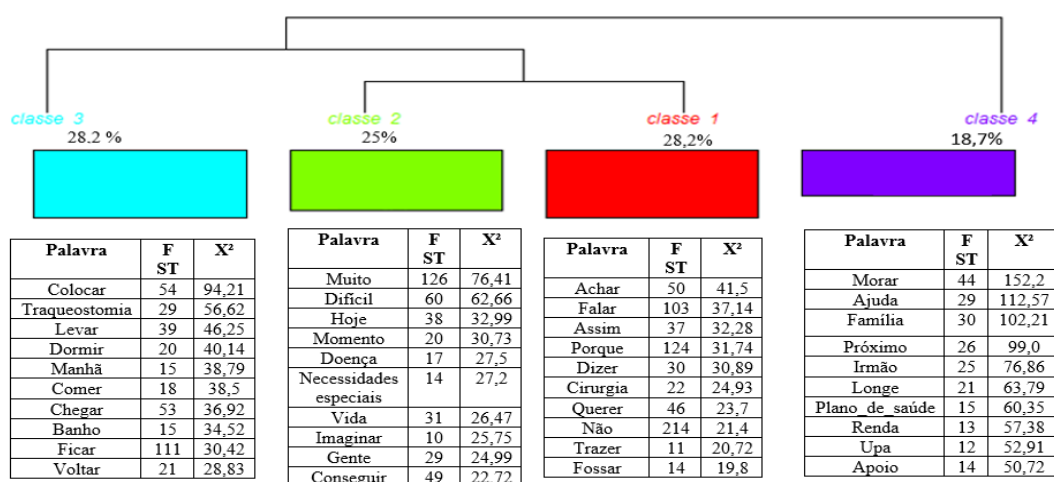 classe 3
28.2 %
classe 2
25%
classe 1
28,2%
classe 4
18,7%
Palavra F ST X²
Colocar 54 94,21
Traqueostomia 29 56,62
Levar 39 46,25
Dormir 20 40,14
Manhã 15 38,79
Comer 18 38,5
Chegar 53 36,92
Banho 15 34,52
Ficar 111 30,42
Voltar 21 28,83
Palavra F ST X²
Muito 126 76,41
Difícil 60 62,66
Hoje 38 32,99
Momento 20 30,73
Doença 17 27,5
Necessidades especiais 14 27,2
Vida 31 26,47
Imaginar 10 25,75
Gente 29 24,99
Conseguir 49 22,72
Palavra F ST X²
Achar 50 41,5
Falar 103 37,14
Assim 37 32,28
Porque 124 31,74
Dizer 30 30,89
Cirurgia 22 24,93
Querer 46 23,7
Não 214 21,4
Trazer 11 20,72
Fossar 14 19,8
Palavra F ST X²
Morar 44 152,2
Ajuda 29 112,57
Família 30 102,21
Próximo 26 99,0
Irmão 25 76,86
Longe 21 63,79
Plano_de_saúde 15 60,35
Renda 13 57,38
Upa 12 52,91
Apoio 14 50,72